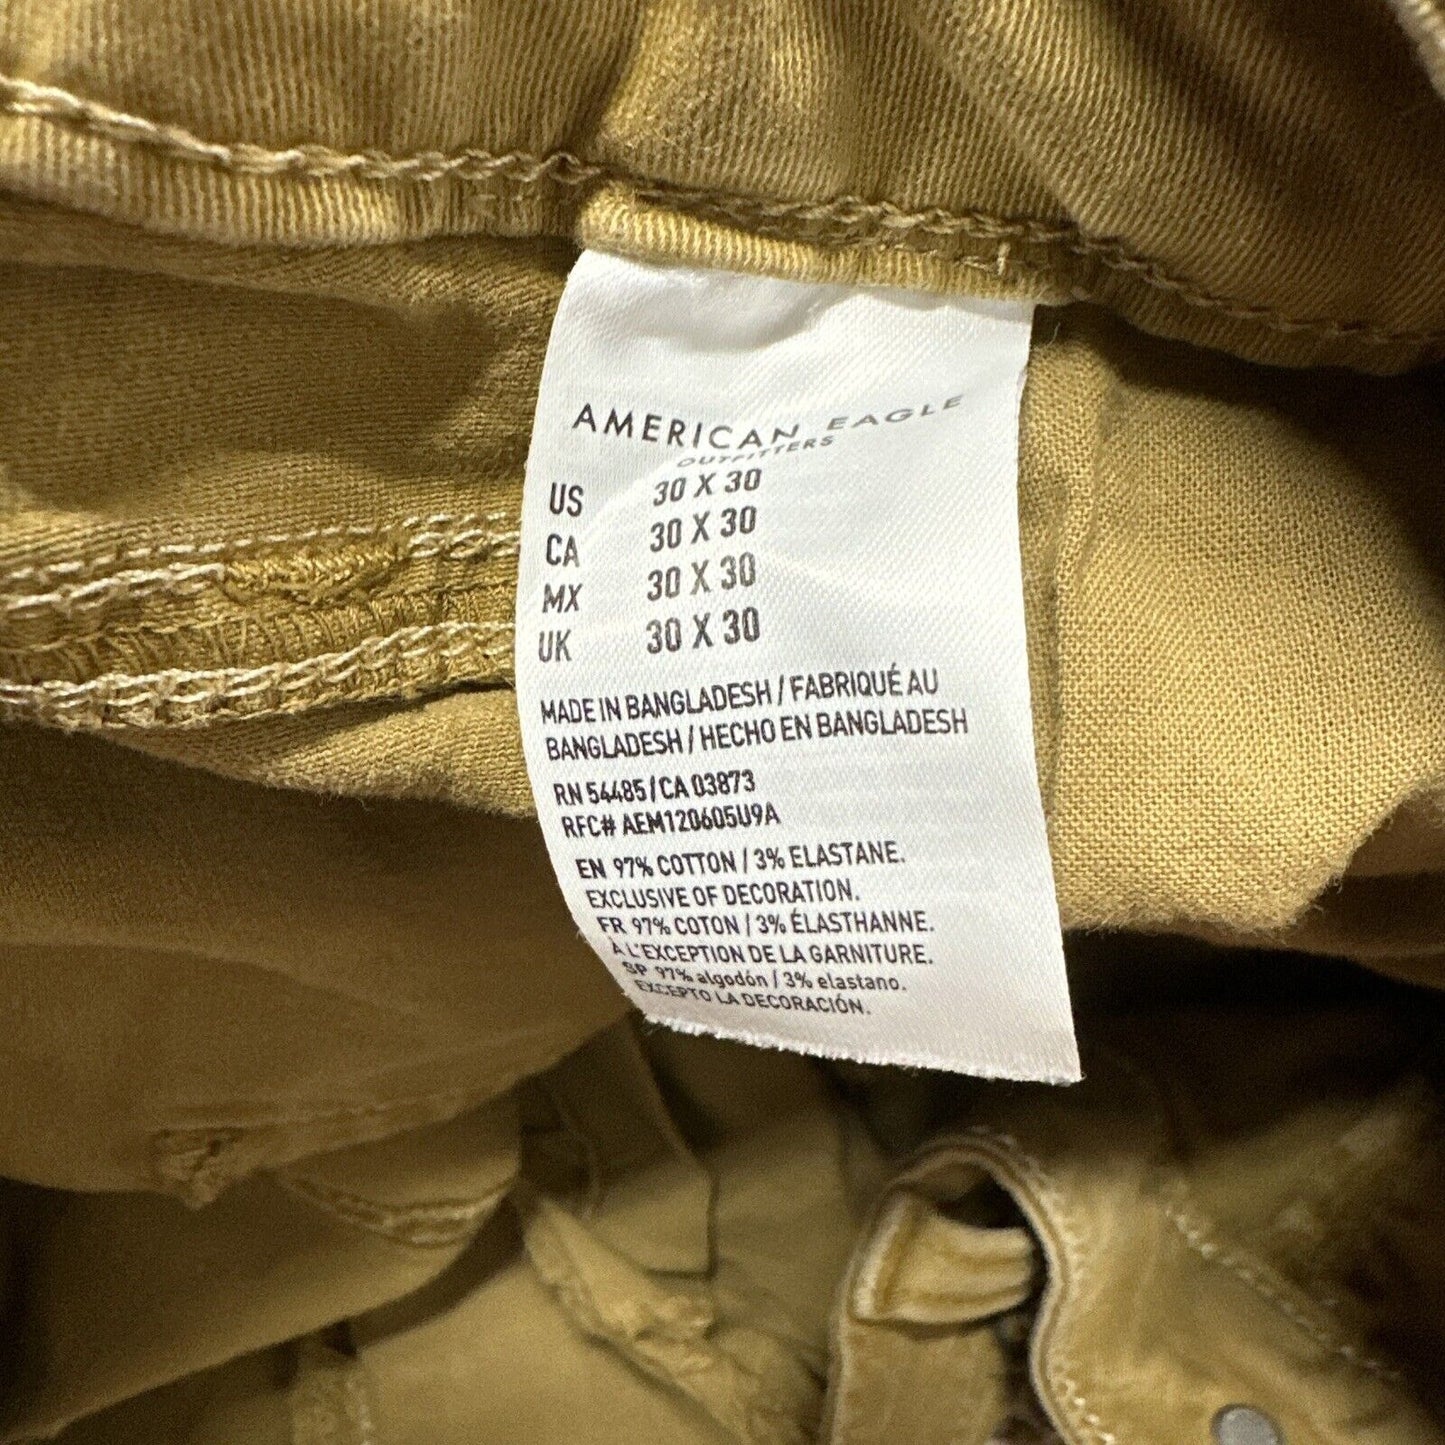 AMERICAN EAGLE
OUTFITTERS
US 30 X 30
CA 30 X 30
MX 30 X 30
UK 30 X 30
MADE IN BANGLADESH / FABRIQUÉ AU
BANGLADESH / HECHO EN BANGLADESH
RN 54485 / CA 03873
RFC# AEM120605U9A
EN 97% COTTON / 3% ELASTANE.
EXCLUSIVE OF DECORATION.
FR 97% COTON / 3% ÉLASTHANNE.
À L'EXCEPTION DE LA GARNITURE.
SP 97% algodón / 3% elastano.
EXCEPTO LA DECORACIÓN.